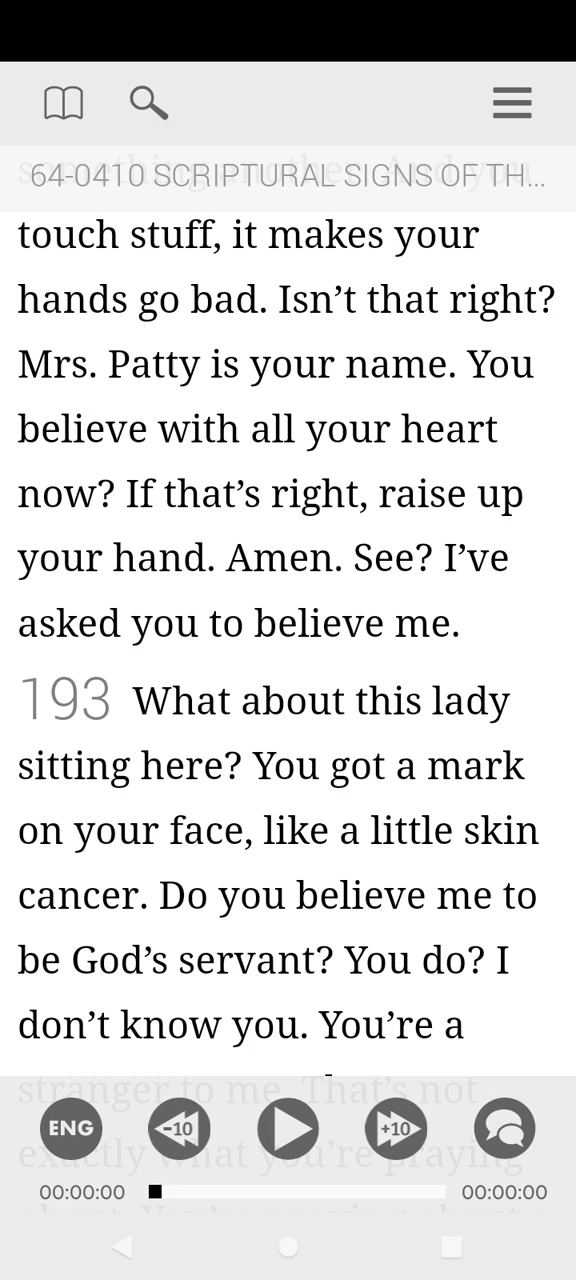 something another. And you
64-0410 SCRIPTURAL SIGNS OF TH...
touch stuff, it makes your
hands go bad. Isn’t that right?
Mrs. Patty is your name. You
believe with all your heart
now? If that’s right, raise up
your hand. Amen. See? I’ve
asked you to believe me.
193 What about this lady
sitting here? You got a mark
on your face, like a little skin
cancer. Do you believe me to
be God’s servant? You do? I
don’t know you. You’re a
stranger to me. That’s not
ENG -10 +10
exactly what you’re praying
00:00:00 00:00:00